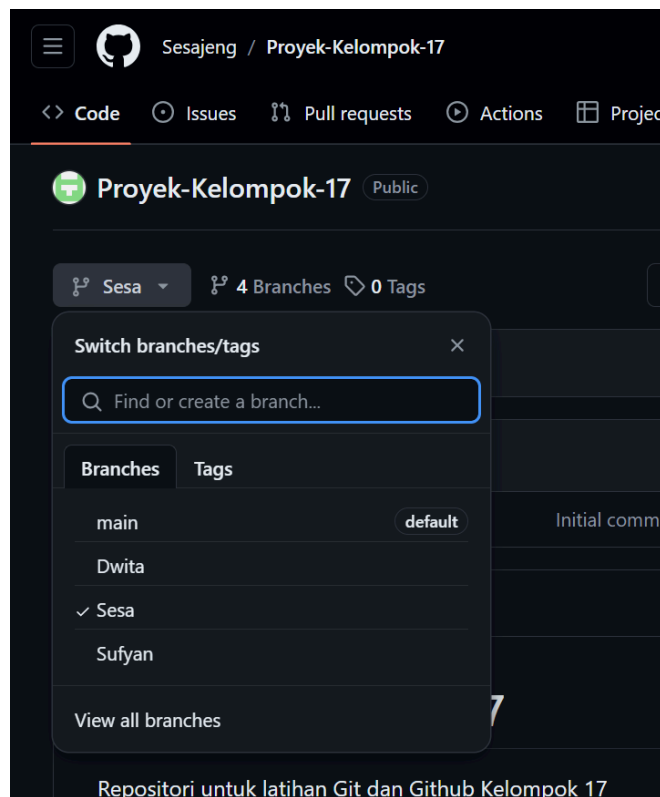 Sesajeng / Proyek-Kelompok-17
Code Issues Pull requests Actions
Proyek-Kelompok-17 Public
Sesa 4 Branches 0 Tags
Switch branches/tags
Find or create a branch...
Branches Tags
main default
Initial
Dwita
Sesa
Sufyan
View all branches
7
Repositori untuk latihan Git dan Github Kelompok 17